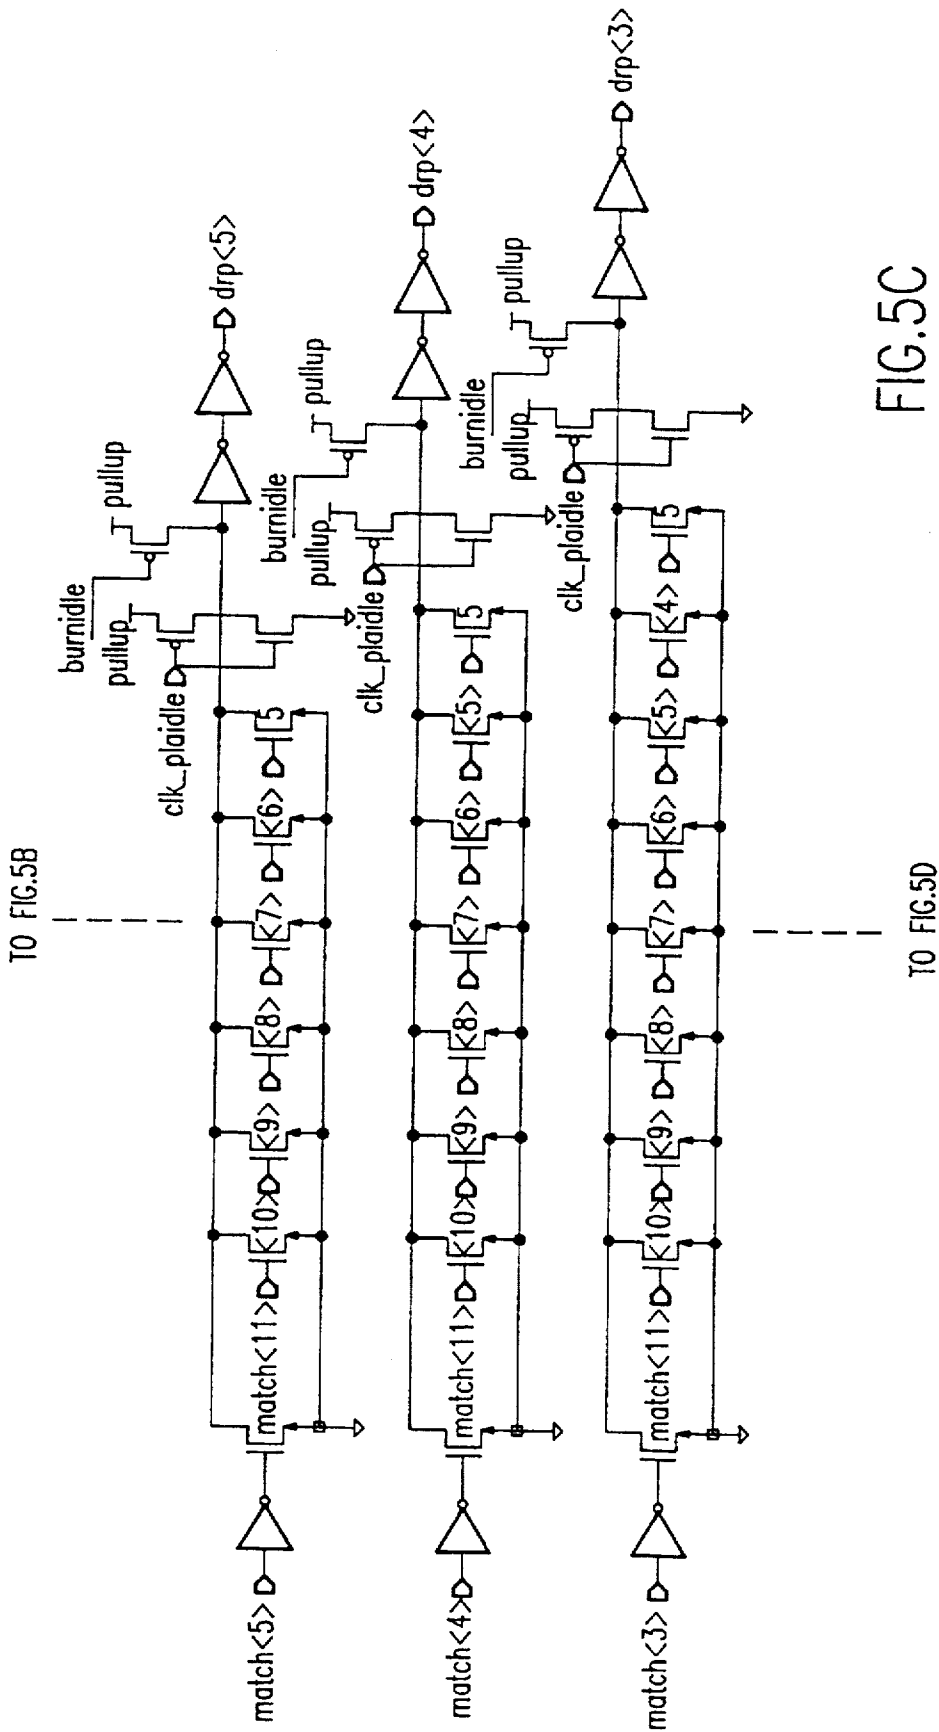 TO FIG.5B
match<5>
match<11>
<10>
<9>
<8>
<7>
<6>
5
clk_plaidle
pullup
burnidle
pullup
drp<5>
match<4>
match<11>
<10>
<9>
<8>
<7>
<6>
<5>
5
clk_plaidle
pullup
burnidle
pullup
drp<4>
match<3>
match<11>
<10>
<9>
<8>
<7>
<6>
<5>
<4>
5
clk_plaidle
pullup
burnidle
pullup
drp<3>
TO FIG.5D
FIG.5C